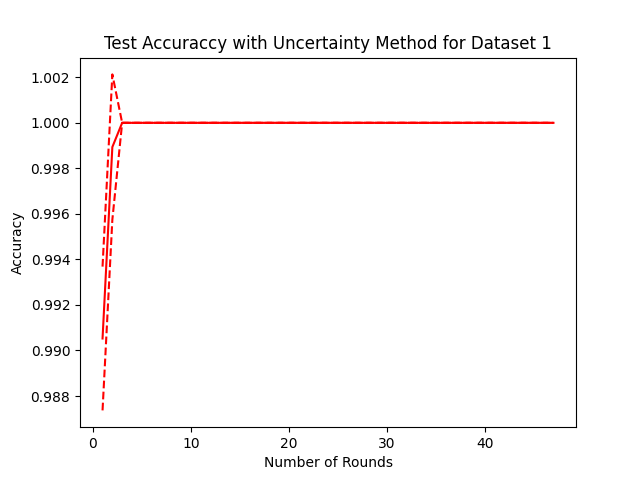 Test Accuraccy with Uncertainty Method for Dataset 1
1.002
1.000
0.998
0.996
0.994
0.992
0.990
0.988
Accuracy
0 10 20 30 40
Number of Rounds